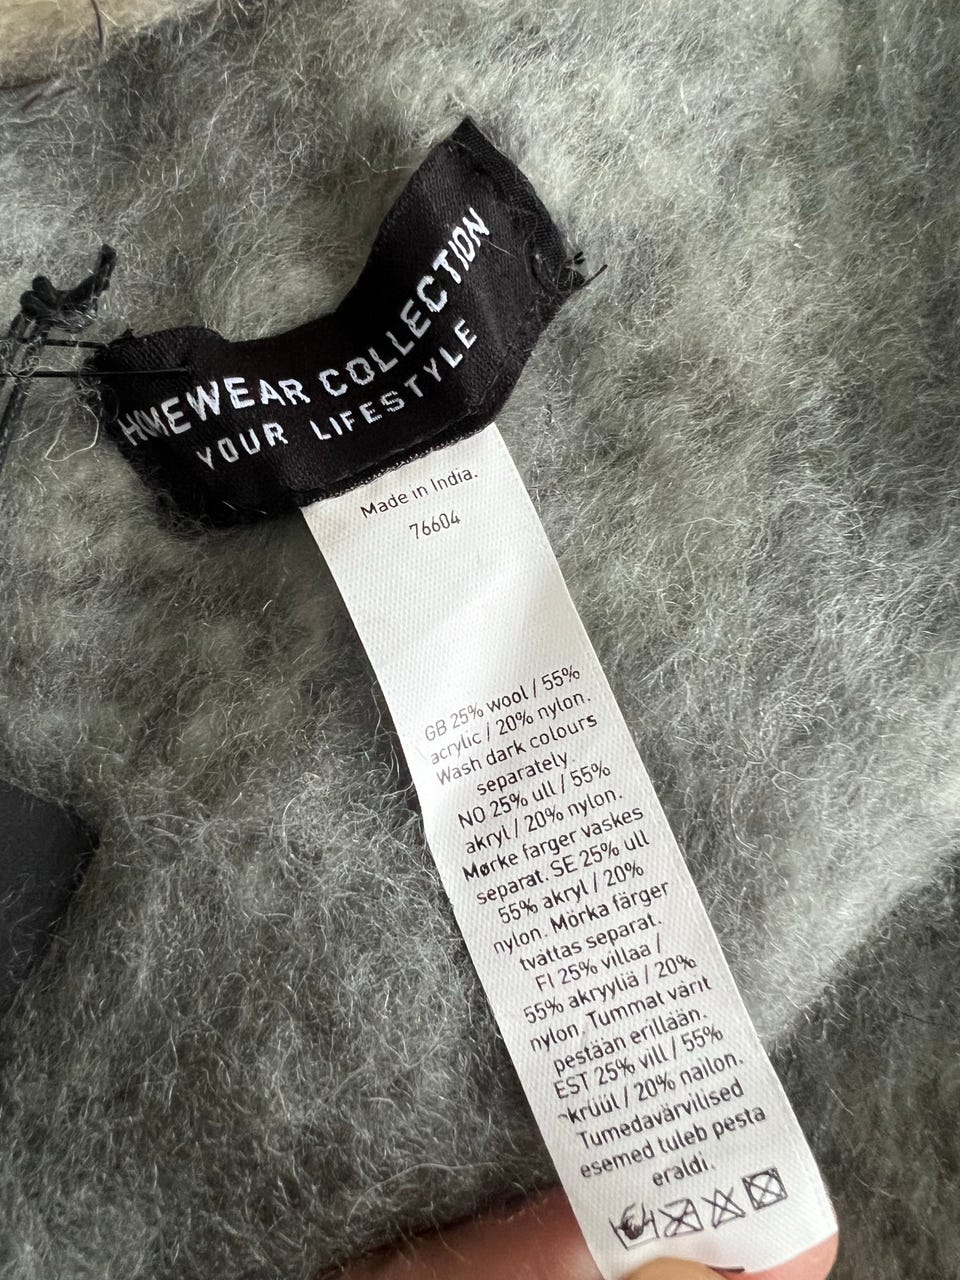 HOMEWEAR COLLECTION
YOUR LIFESTYLE
Made in India.
76604
GB 25% wool / 55%
acrylic / 20% nylon.
Wash dark colours
separately.
NO 25% ull / 55%
akryl / 20% nylon.
Mørke farger vaskes
separat. SE 25% ull
55% akryl / 20%
nylon. Mörka färger
tvättas separat.
FI 25% villaa /
55% akryyliä / 20%
nylon. Tummat värit
pestään erillään.
EST 25% vill / 55%
krüül / 20% nailon.
Tumedavärvilised
esemed tuleb pesta
eraldi.